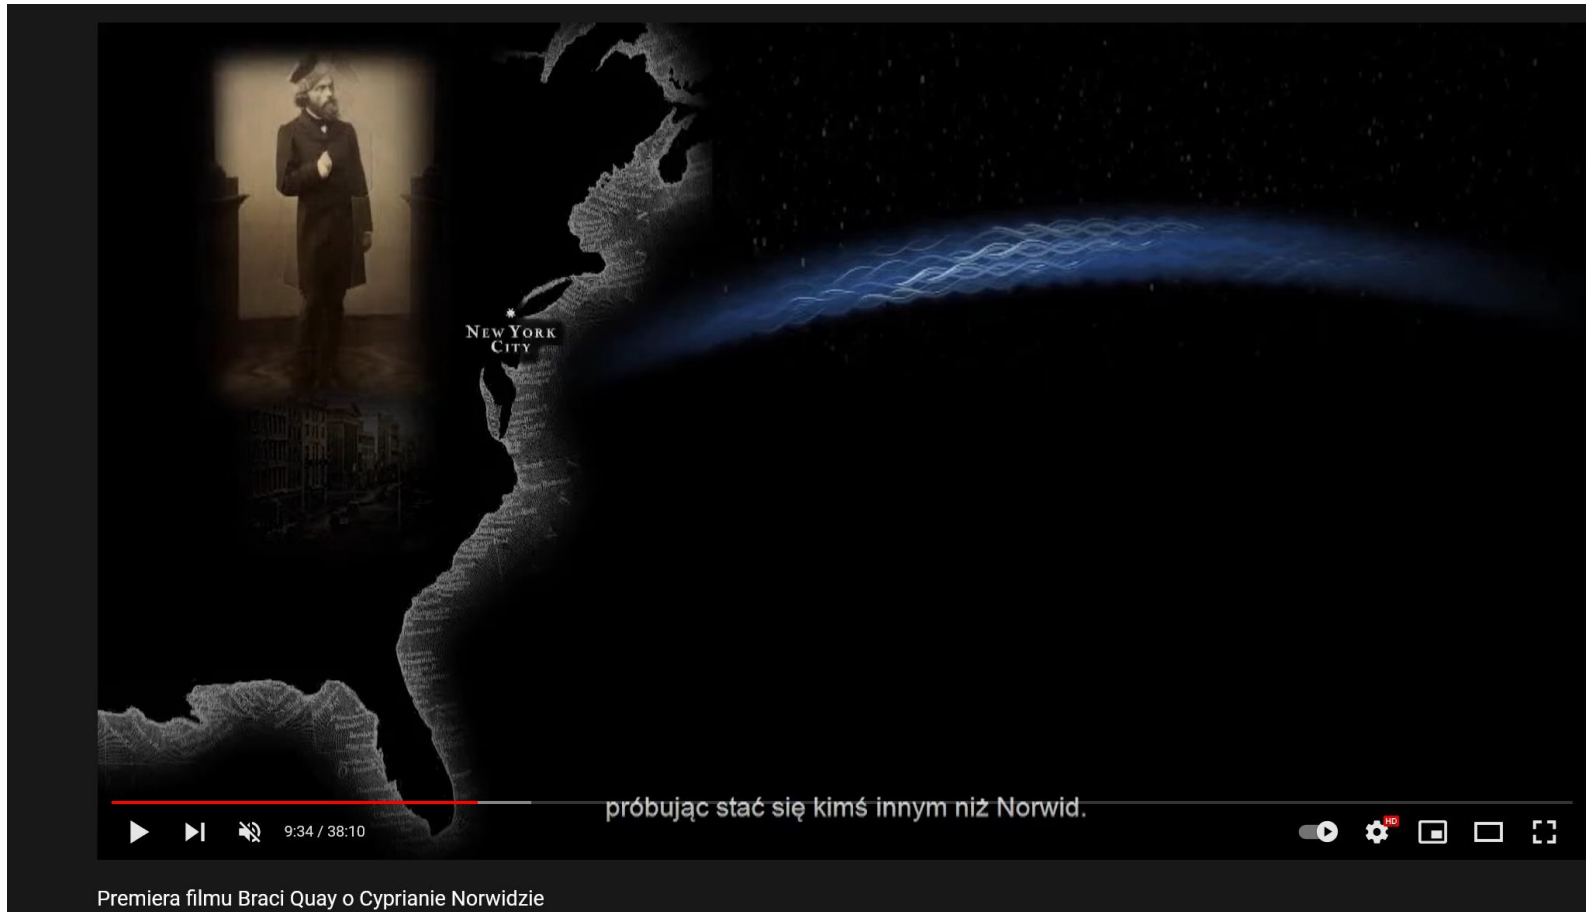 NEW YORK
CITY
próbując stać się kimś innym niż Norwid.
9:34 / 38:10
HD
Premiera filmu Braci Quay o Cyprianie Norwidzie